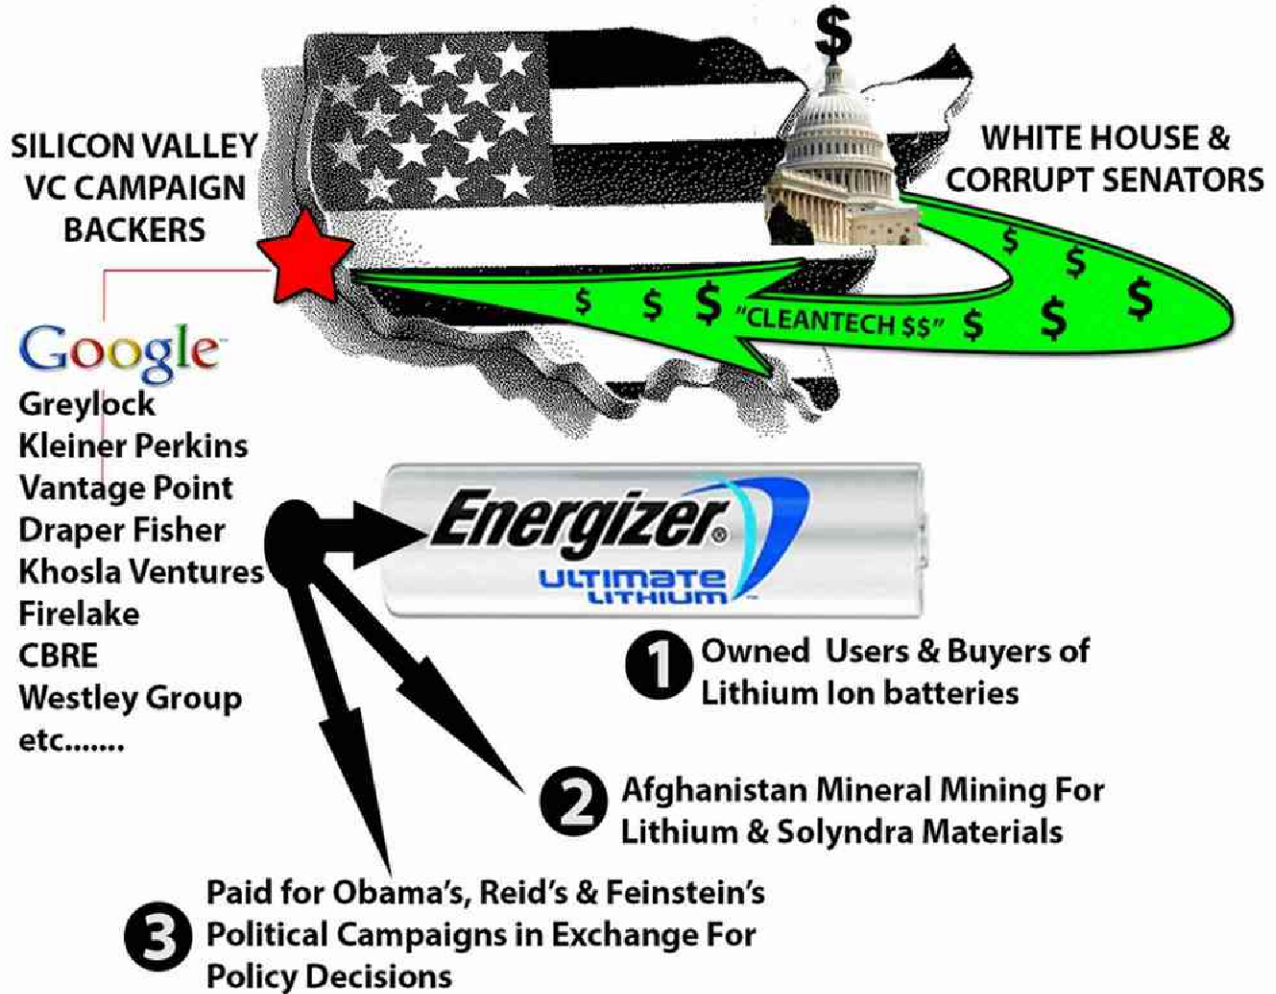 $
SILICON VALLEY
VC CAMPAIGN
BACKERS
WHITE HOUSE &
CORRUPT SENATORS
$ $ $
$ $ $ "CLEANTECH $$" $ $
Google
Greylock
Kleiner Perkins
Vantage Point
Draper Fisher
Khosla Ventures
Firelake
CBRE
Westley Group
etc.......
Energizer®
ULTIMATE
LITHIUM™
1 Owned Users & Buyers of
Lithium Ion batteries
2 Afghanistan Mineral Mining For
Lithium & Solyndra Materials
3 Paid for Obama's, Reid's & Feinstein's
Political Campaigns in Exchange For
Policy Decisions